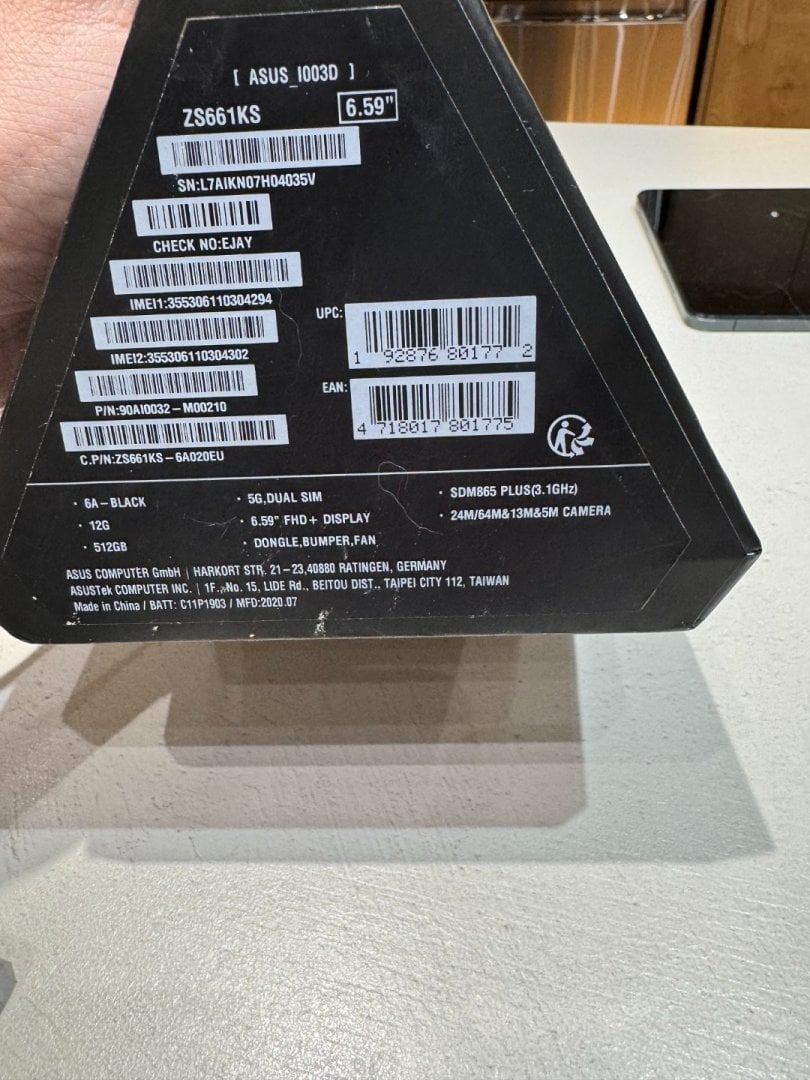 [ ASUS_I003D ]
ZS661KS
6.59"
SN:L7AIKN07H04035V
CHECK NO:EJAY
IMEI1:355306110304294
IMEI2:355306110304302
P/N:90AI0032-M00210
C.P/N:ZS661KS-6A020EU
UPC:
1 92876 80177 2
EAN:
4 718017 801775
· 6A-BLACK
· 12G
· 512GB
· 5G,DUAL SIM
· 6.59" FHD+ DISPLAY
· DONGLE,BUMPER,FAN
· SDM865 PLUS(3.1GHz)
· 24M/64M&13M&5M CAMERA
ASUS COMPUTER GmbH | HARKORT STR. 21-23,40880 RATINGEN, GERMANY
ASUSTek COMPUTER INC. | 1F., No. 15, LIDE Rd., BEITOU DIST., TAIPEI CITY 112, TAIWAN
Made in China / BATT: C11P1903 / MFD:2020.07